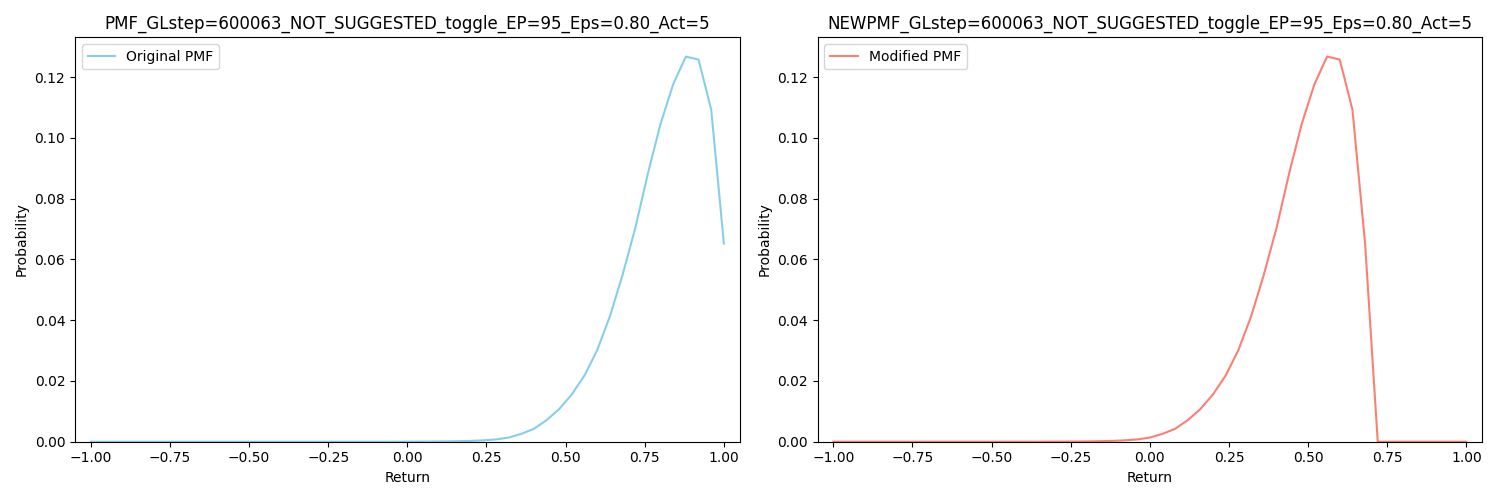 PMF_GLstep=600063_NOT_SUGGESTED_toggle_EP=95_Eps=0.80_Act=5
Original PMF
Probability
0.12
0.10
0.08
0.06
0.04
0.02
0.00
−1.00 −0.75 −0.50 −0.25 0.00 0.25 0.50 0.75 1.00
Return
NEWPMF_GLstep=600063_NOT_SUGGESTED_toggle_EP=95_Eps=0.80_Act=5
Modified PMF
Probability
0.12
0.10
0.08
0.06
0.04
0.02
0.00
−1.00 −0.75 −0.50 −0.25 0.00 0.25 0.50 0.75 1.00
Return